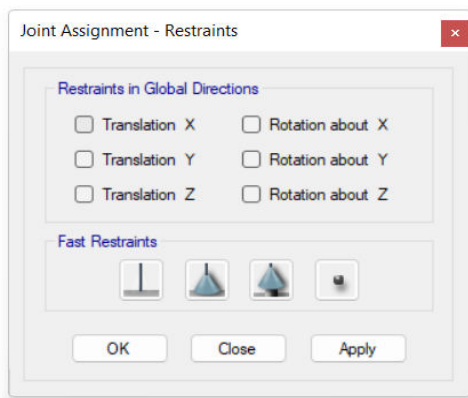 Joint Assignment - Restraints
Restraints in Global Directions
Translation X
Rotation about X
Translation Y
Rotation about Y
Translation Z
Rotation about Z
Fast Restraints
OK
Close
Apply